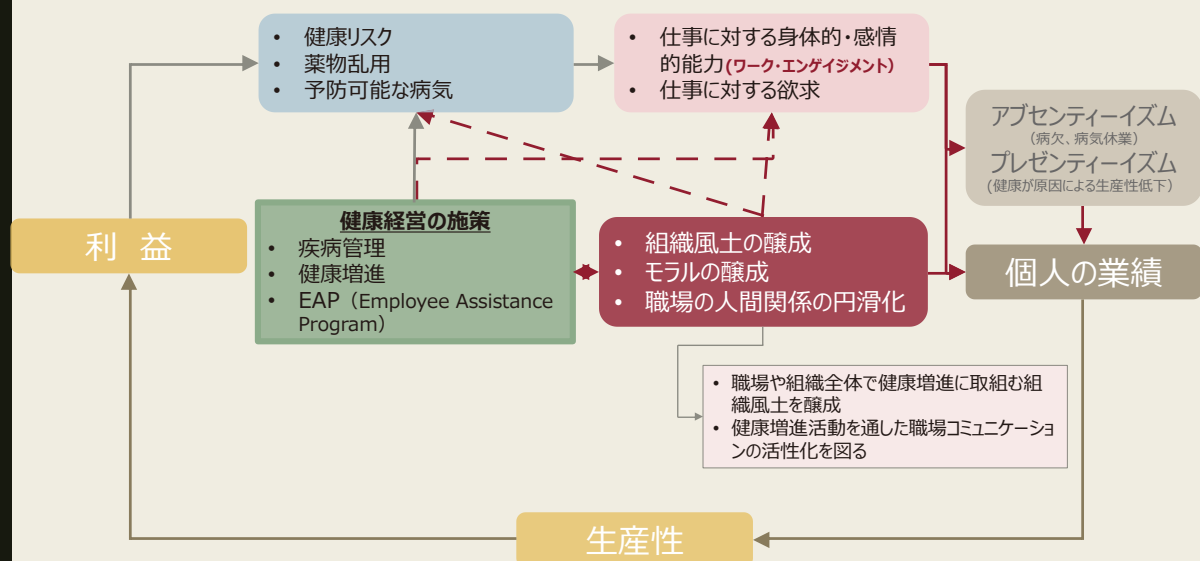 • 健康リスク
• 薬物乱用
• 予防可能な病気
• 仕事に対する身体的・感情
的能力(ワーク・エンゲイジメント)
• 仕事に対する欲求
アブセンティーイズム
(病欠、病気休業)
プレゼンティーイズム
(健康が原因による生産性低下)
利 益
健康経営の施策
• 疾病管理
• 健康増進
• EAP（Employee Assistance
Program）
• 組織風土の醸成
• モラルの醸成
• 職場の人間関係の円滑化
個人の業績
• 職場や組織全体で健康増進に取組む組
織風土を醸成
• 健康増進活動を通した職場コミュニケーショ
ンの活性化を図る
生産性